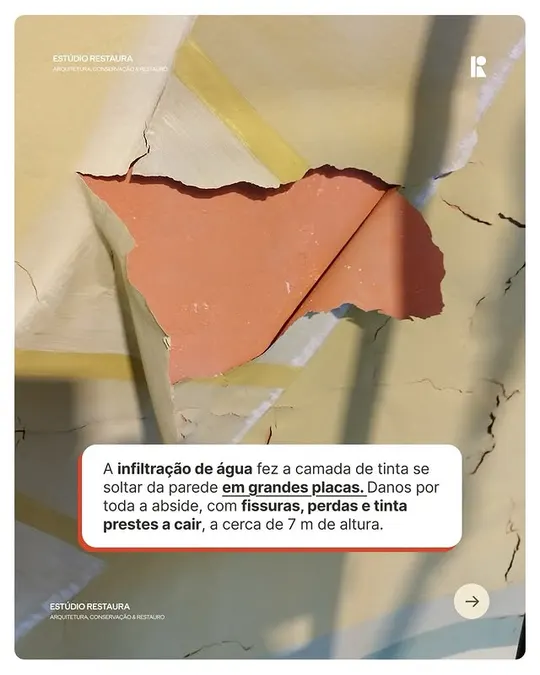 ESTÚDIO RESTAURA
ARQUITETURA, CONSERVAÇÃO & RESTAURO
R
A infiltração de água fez a camada de tinta se
soltar da parede em grandes placas. Danos por
toda a abside, com fissuras, perdas e tinta
prestes a cair, a cerca de 7 m de altura.
ESTÚDIO RESTAURA
ARQUITETURA, CONSERVAÇÃO & RESTAURO